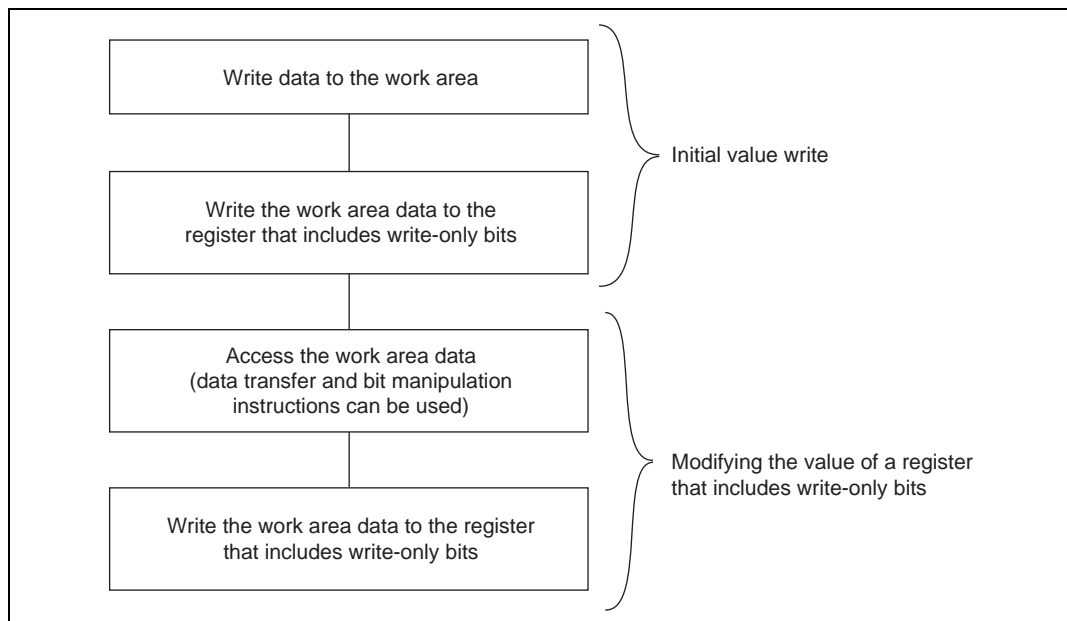 Write data to the work area
Initial value write
Write the work area data to the
register that includes write-only bits
Access the work area data
(data transfer and bit manipulation
instructions can be used)
Modifying the value of a register
that includes write-only bits
Write the work area data to the register
that includes write-only bits